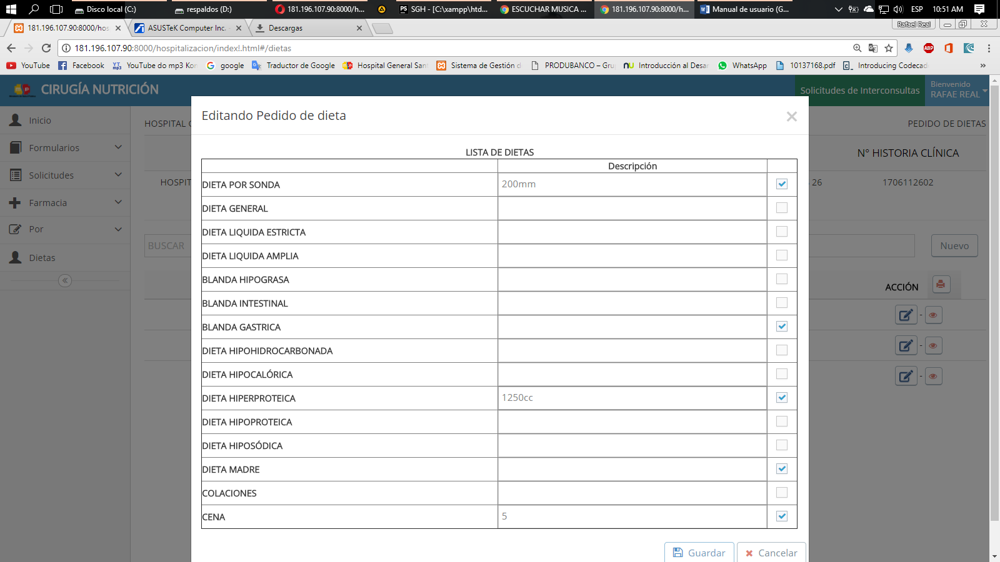 Disco local (C:) respaldos (D:) 181.196.107.90:8000/h... SGH - [C:\xampp\htd... ESCUCHAR MUSICA ... 181.196.107.90:8000/h... Manual de usuario (G... ESP 10:51 AM
181.196.107.90:8000/hos ASUSTeK Computer Inc. - Descargas Rafael Real
181.196.107.90:8000/hospitalizacion/index!.html#/dietas
YouTube Facebook YouTube do mp3 Kon google Traductor de Google Hospital General San Sistema de Gestión d PRODUBANCO – Gru Introducción al Desar WhatsApp 10137168.pdf Introducing Codecad »
CIRUGÍA NUTRICIÓN
Solicitudes de Interconsultas
Bienvenido
RAFAE REAL
Inicio
Formularios
Solicitudes
Farmacia
Por
Dietas
HOSPITAL
PEDIDO DE DIETAS
N° HISTORIA CLÍNICA
HOSPIT
26 1706112602
BUSCAR
Nuevo
ACCIÓN
-
-
-
Editando Pedido de dieta
LISTA DE DIETAS
Descripción
DIETA POR SONDA 200mm
DIETA GENERAL
DIETA LIQUIDA ESTRICTA
DIETA LIQUIDA AMPLIA
BLANDA HIPOGRASA
BLANDA INTESTINAL
BLANDA GASTRICA
DIETA HIPOHIDROCARBONADA
DIETA HIPOCALÓRICA
DIETA HIPERPROTEICA 1250cc
DIETA HIPOPROTEICA
DIETA HIPOSÓDICA
DIETA MADRE
COLACIONES
CENA 5
Guardar
Cancelar